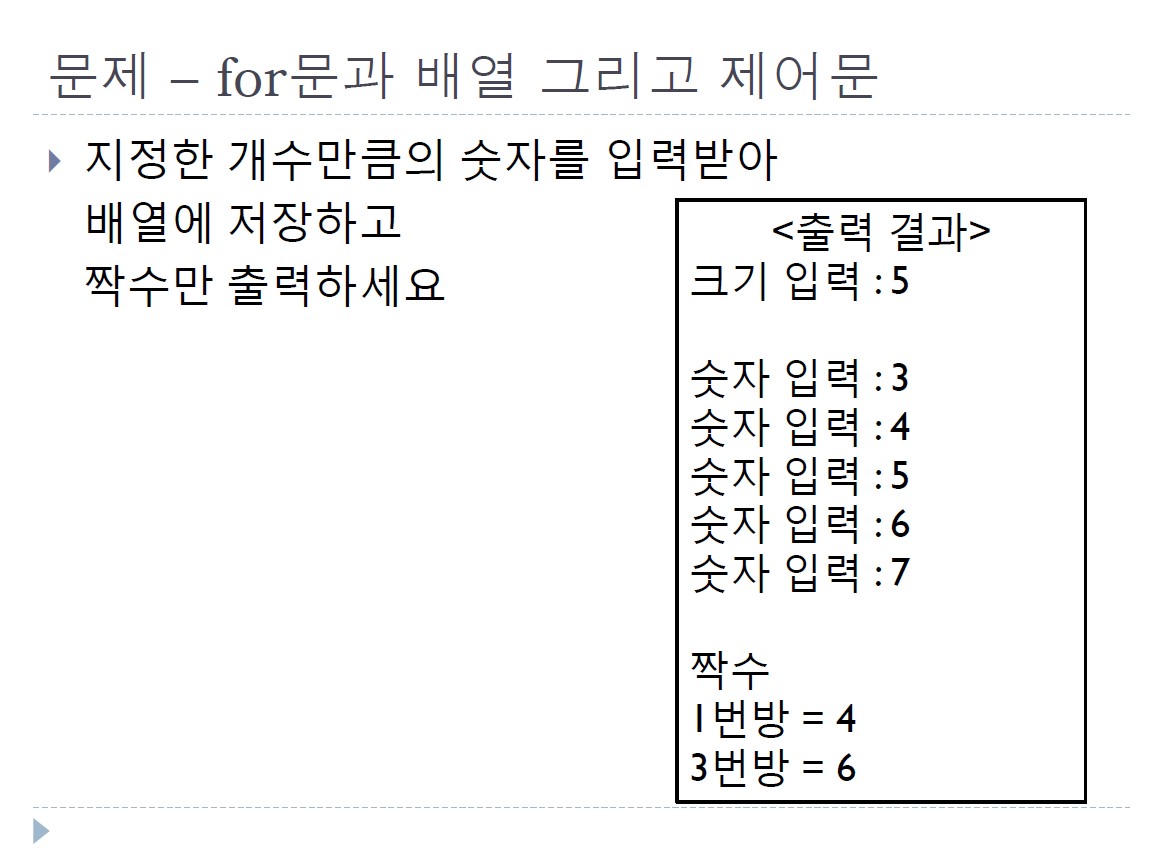 문제 – for문과 배열 그리고 제어문
지정한 개수만큼의 숫자를 입력받아
배열에 저장하고
짝수만 출력하세요
<출력 결과>
크기 입력 : 5
숫자 입력 : 3
숫자 입력 : 4
숫자 입력 : 5
숫자 입력 : 6
숫자 입력 : 7
짝수
1번방 = 4
3번방 = 6